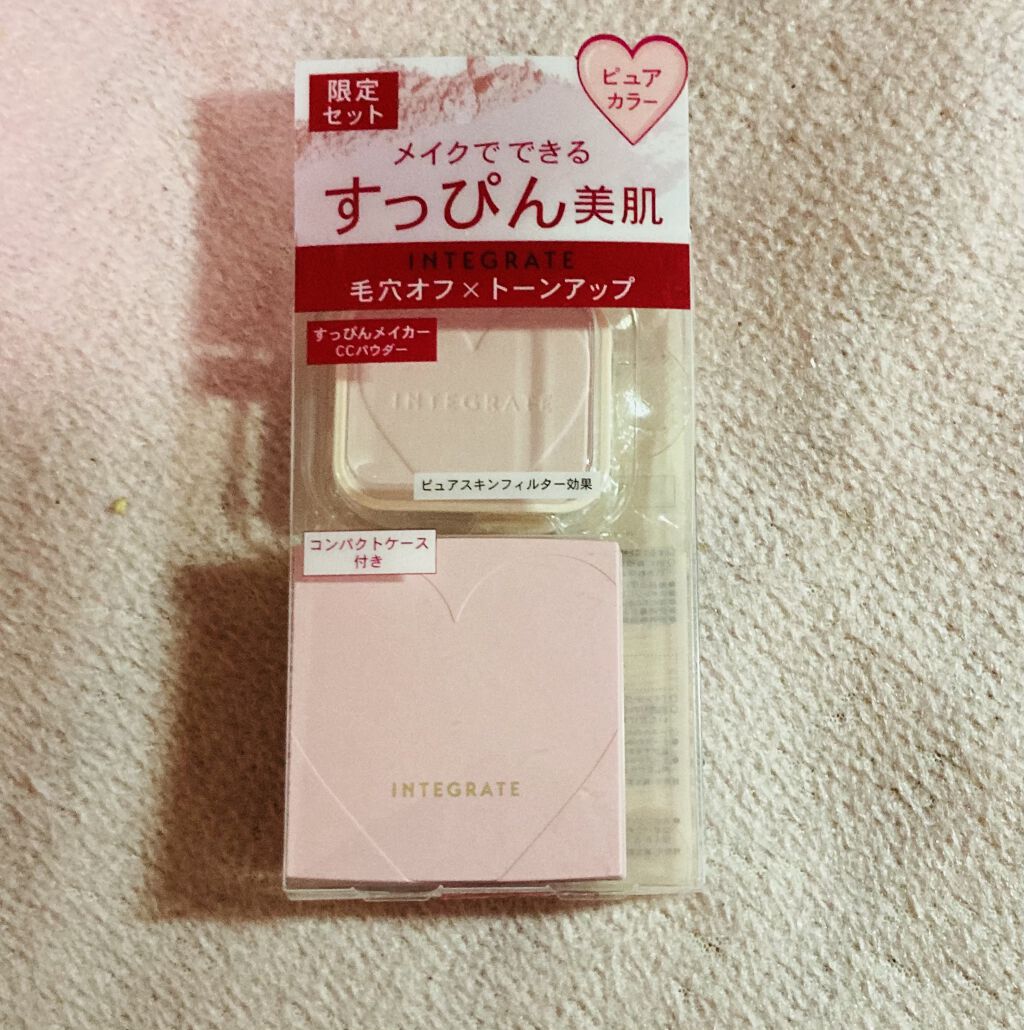 限定
セット
ピュア
カラー
メイクで できる
すっぴん美肌
INTEGRATE
毛穴オフ×トーンアップ
すっぴんメイカー
CCパウダー
INTEGRATE
ピュアスキンフィルター効果
コンパクトケース
付き
INTEGRATE